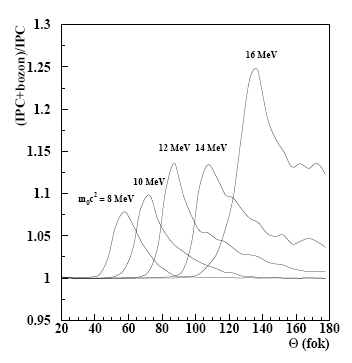 (IPC+bozon)/IPC
1.3
1.25
1.2
1.15
1.1
1.05
1
0.95
16 MeV
12 MeV 14 MeV
10 MeV
m₀c² = 8 MeV
20 40 60 80 100 120 140 160 180
Θ (fok)